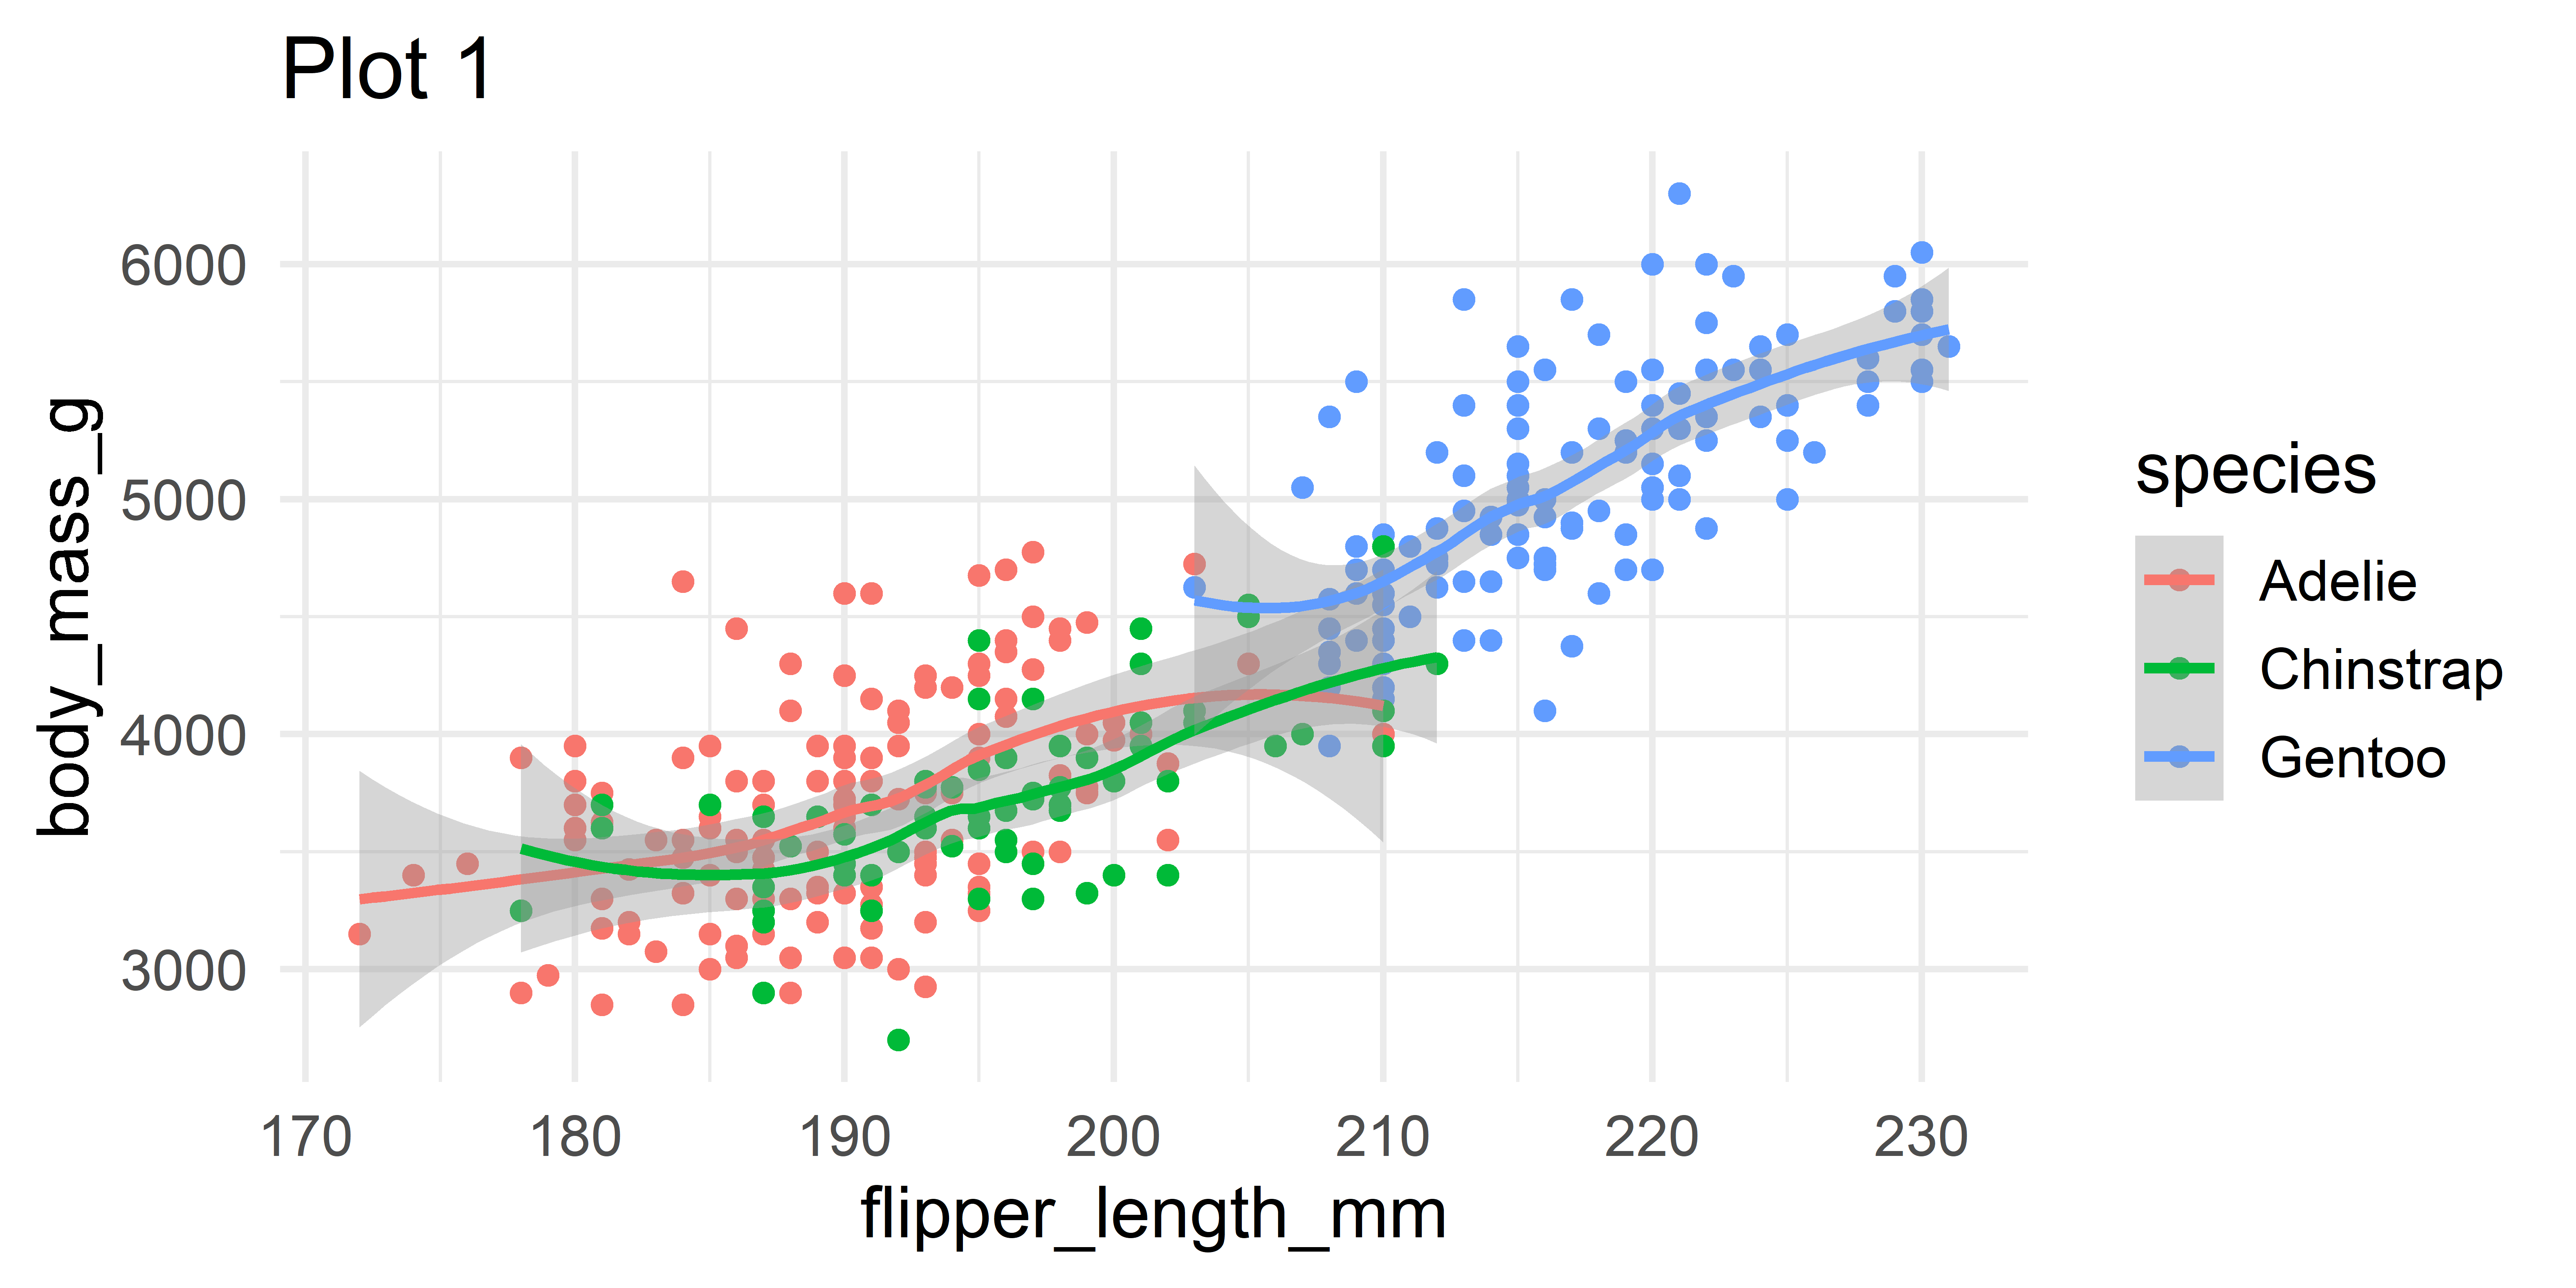 Plot 1
body_mass_g
6000
5000
4000
3000
170 180 190 200 210 220 230
flipper_length_mm
species
Adelie
Chinstrap
Gentoo